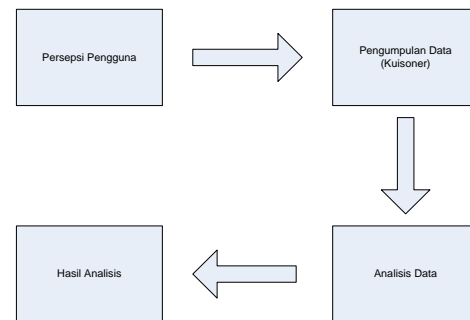 Persepsi Pengguna
Pengumpulan Data
(Kuisoner)
Analisis Data
Hasil Analisis